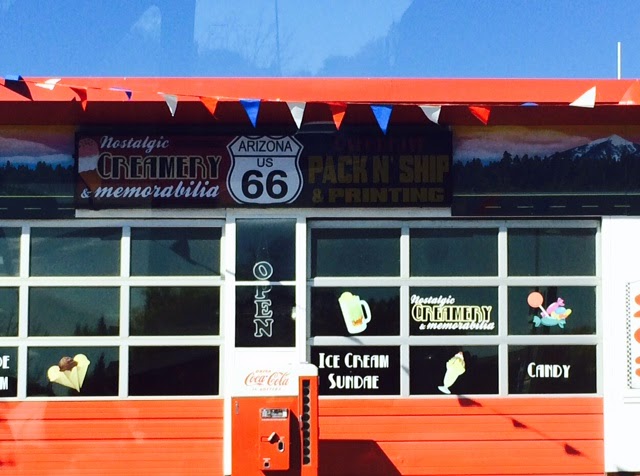 Nostalgic
CREAMERY
& memorabilia
ARIZONA
US
66
PACK N' SHIP
& PRINTING
OPEN
Nostalgic
CREAMERY
& memorabilia
ICE CREAM
SUNDAE
CANDY
DRINK
Coca-Cola